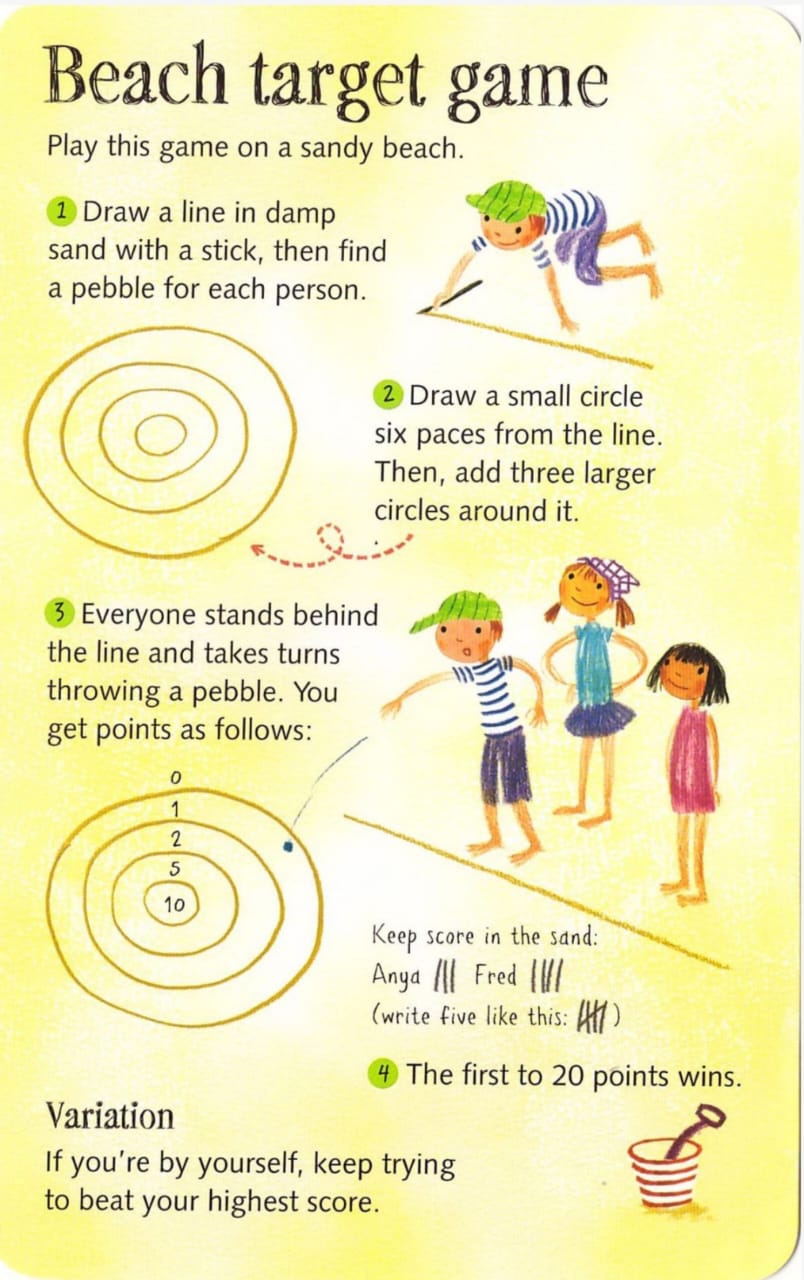 Beach target game
Play this game on a sandy beach.
1 Draw a line in damp
sand with a stick, then find
a pebble for each person.
2 Draw a small circle
six paces from the line.
Then, add three larger
circles around it.
3 Everyone stands behind
the line and takes turns
throwing a pebble. You
get points as follows:
0
1
2
5
10
Keep score in the sand:
Anya |||  Fred ||||
(write five like this: 卌)
4 The first to 20 points wins.
Variation
If you're by yourself, keep trying
to beat your highest score.